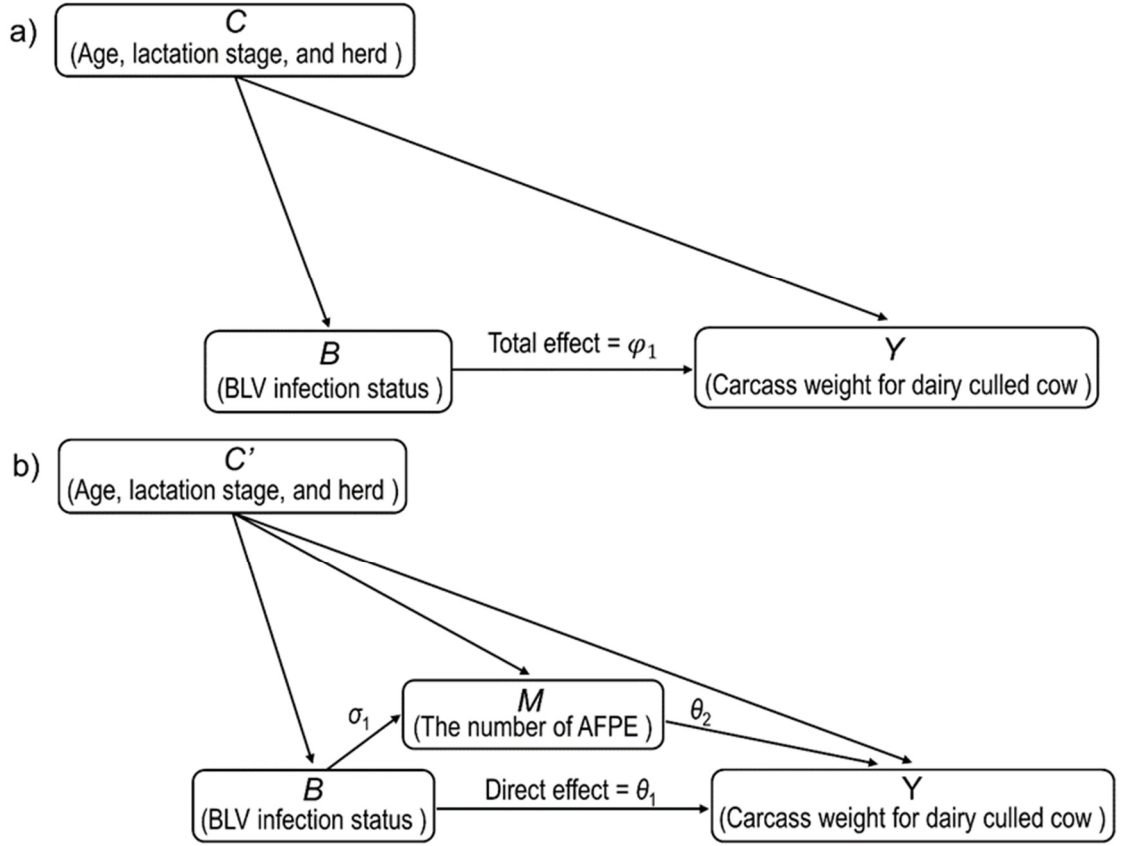 a)
C
(Age, lactation stage, and herd )
Total effect = φ₁
B
(BLV infection status )
Y
(Carcass weight for dairy culled cow )
b)
C’
(Age, lactation stage, and herd )
M
(The number of AFPE )
σ₁
θ₂
B
(BLV infection status )
Direct effect = θ₁
Y
(Carcass weight for dairy culled cow )